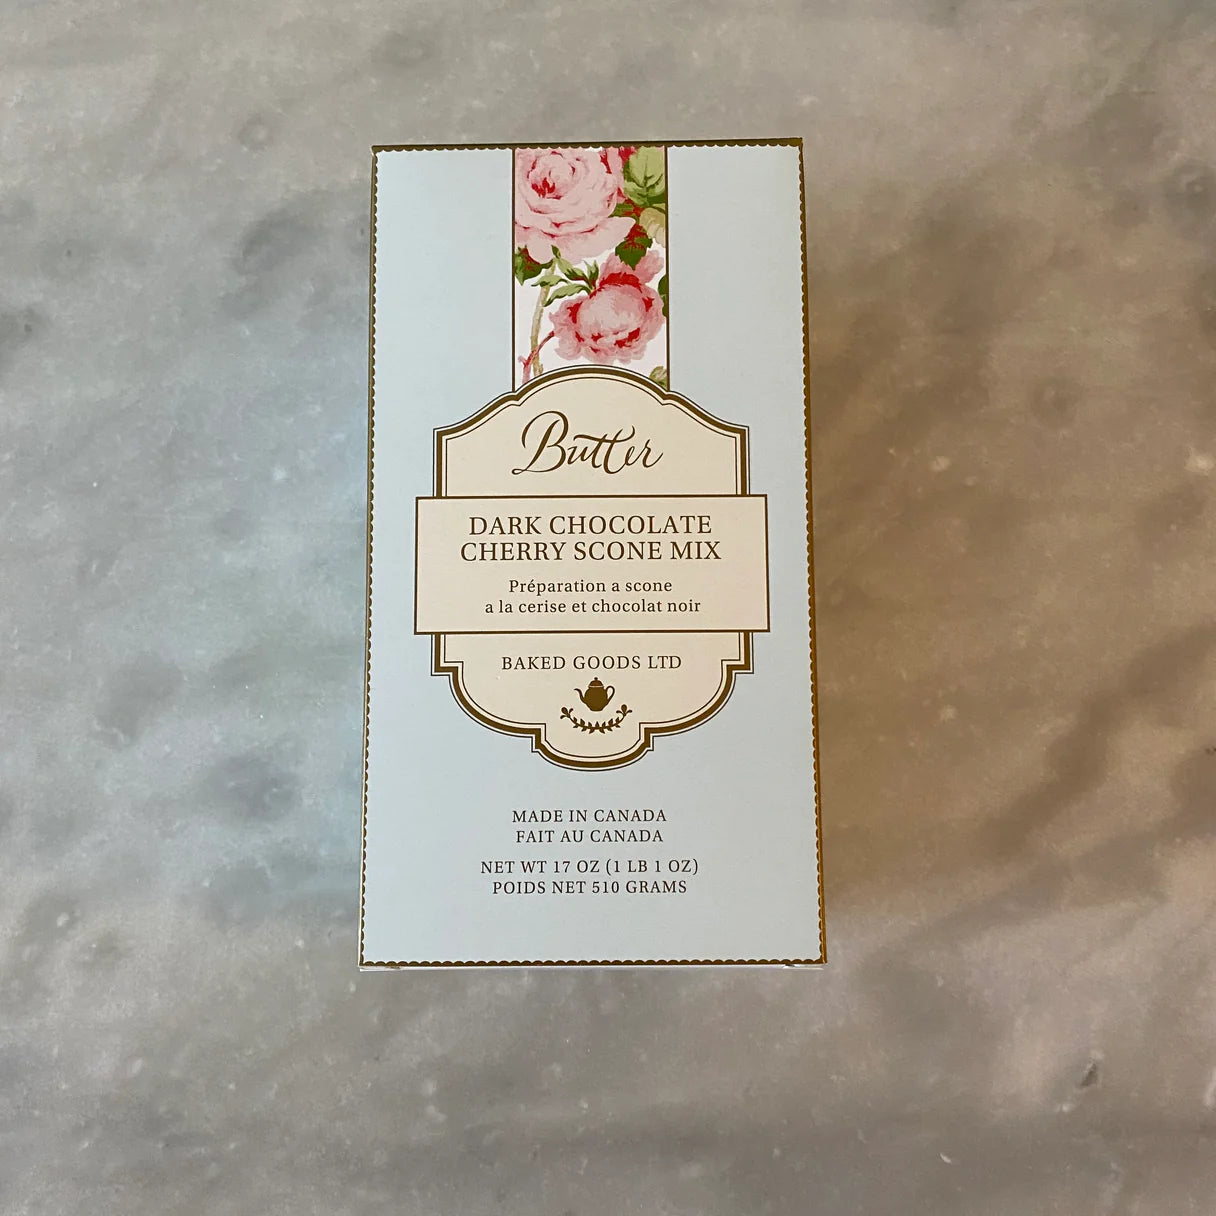 Butter
DARK CHOCOLATE
CHERRY SCONE MIX
Préparation a scone
a la cerise et chocolat noir
BAKED GOODS LTD
MADE IN CANADA
FAIT AU CANADA
NET WT 17 OZ (1 LB 1 OZ)
POIDS NET 510 GRAMS